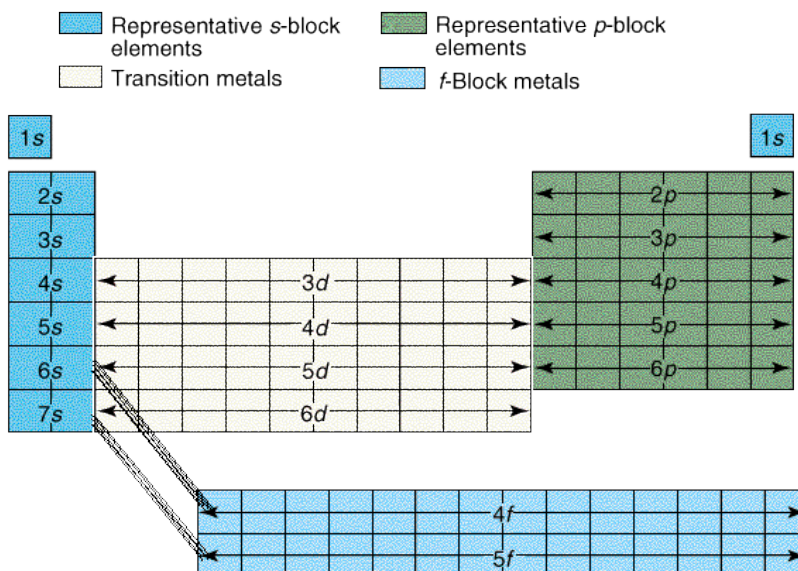 Representative s-block elements
Representative p-block elements
Transition metals
f-Block metals
1s
1s
2s
2p
3s
3p
4s
3d
4p
5s
4d
5p
6s
5d
6p
7s
6d
4f
5f